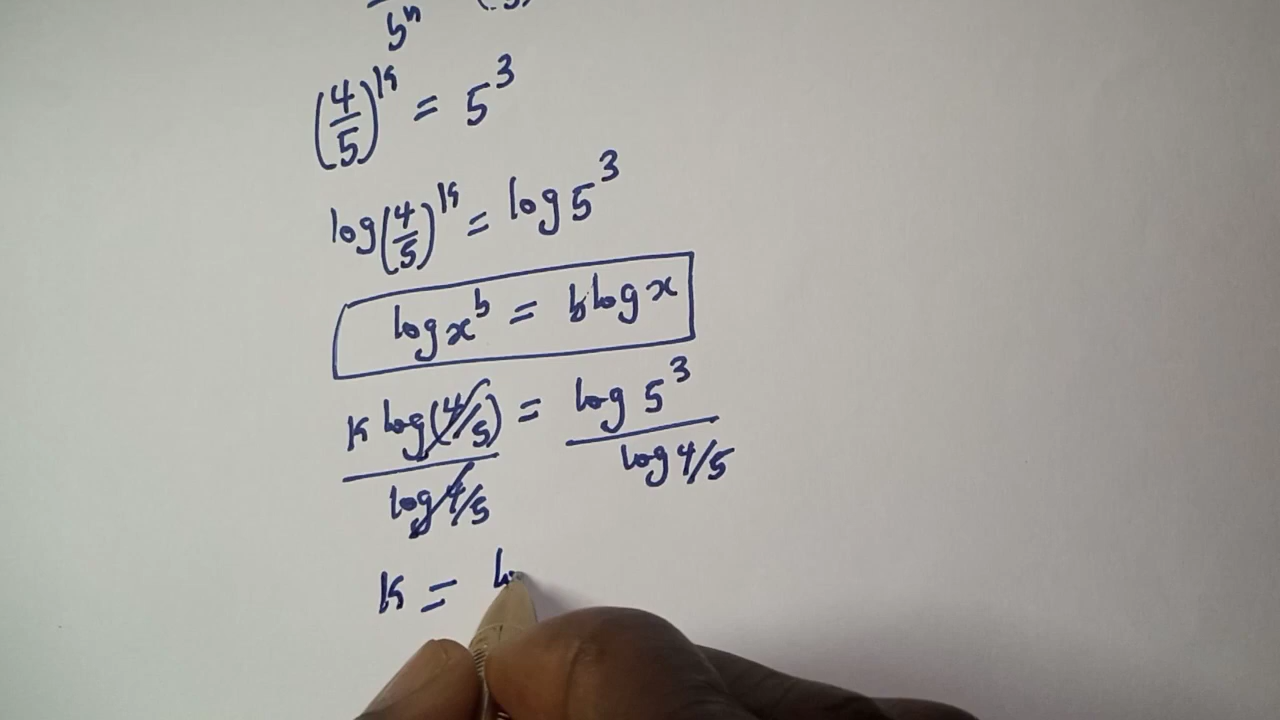 5^k
(4/5)^k = 5^3
log(4/5)^k = log 5^3
log x^b = b log x
k log(4/5) / log 4/5 = log 5^3 / log 4/5
k =